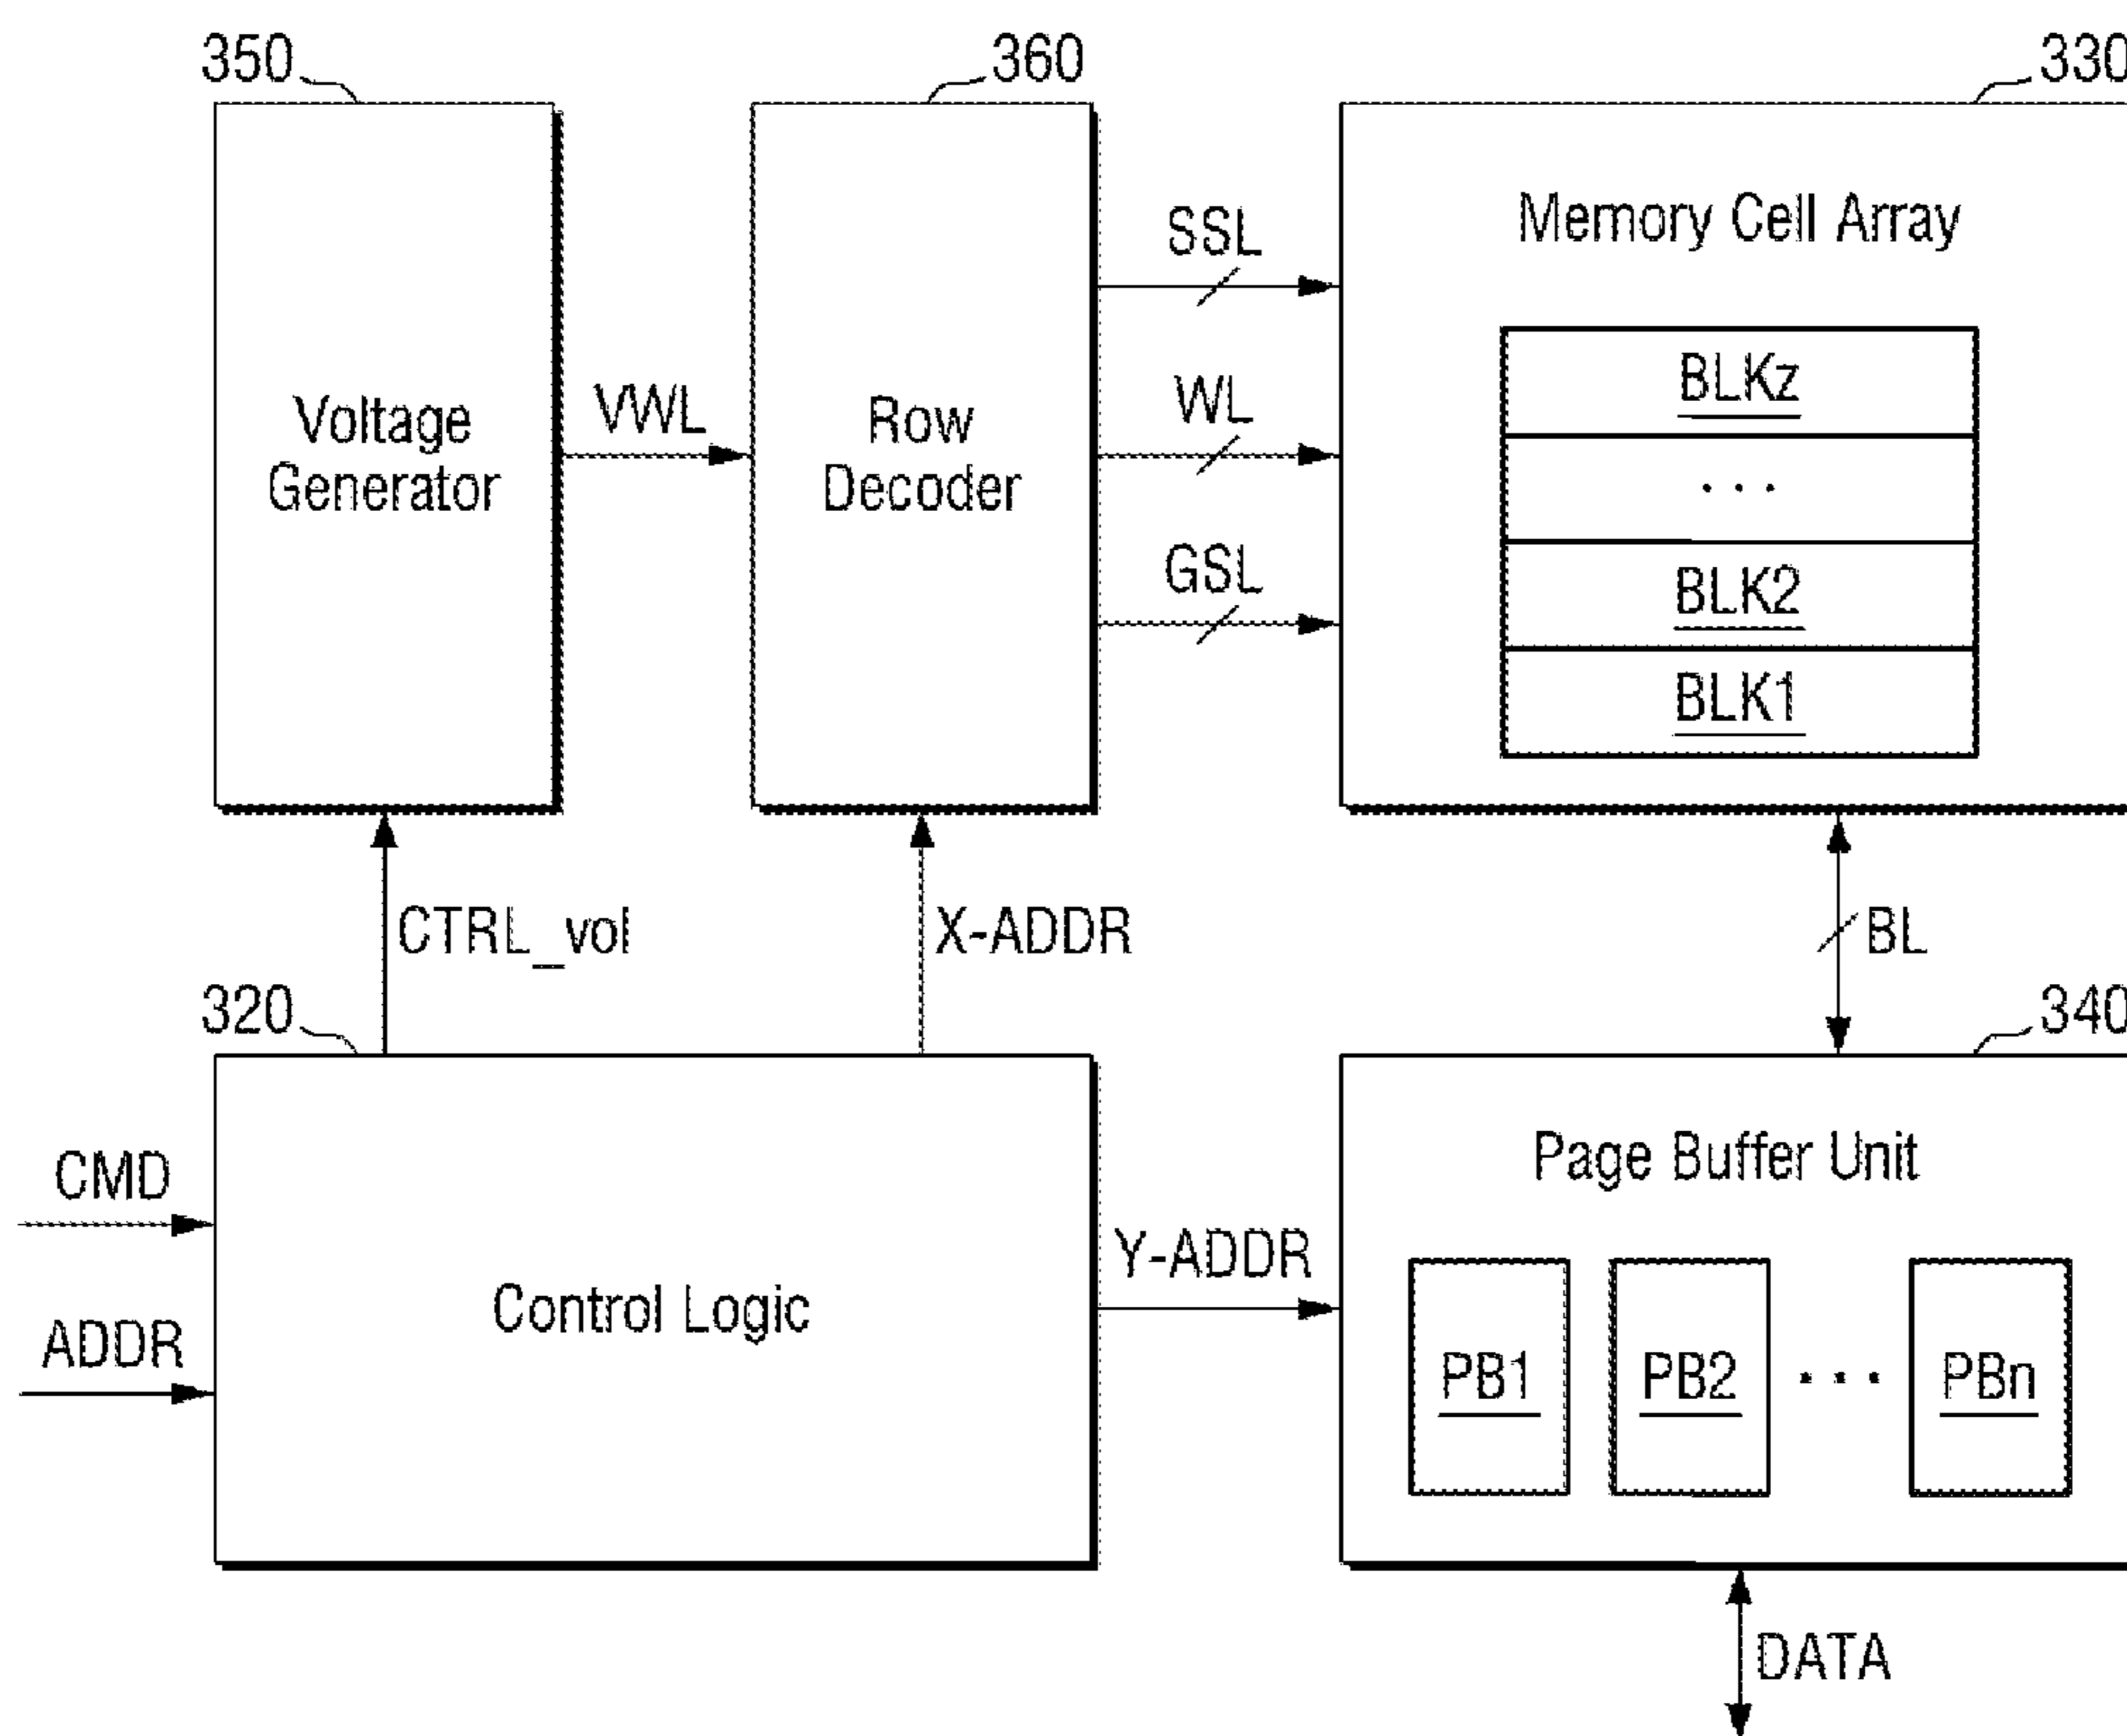 350
360
330
Voltage
Generator
VWL
Row
Decoder
SSL
WL
GSL
Memory Cell Array
BLKz
...
BLK2
BLK1
CTRL_vol
X-ADDR
BL
320
340
CMD
ADDR
Control Logic
Y-ADDR
Page Buffer Unit
PB1 PB2 ... PBn
DATA